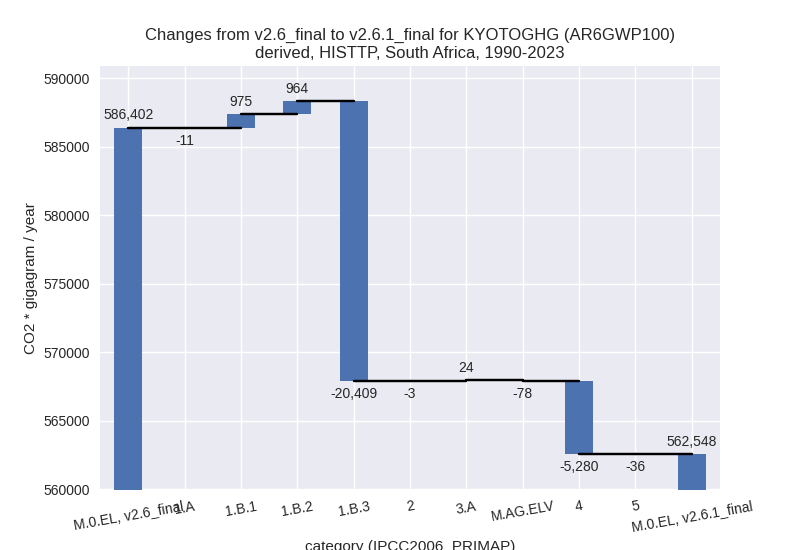 Changes from v2.6_final to v2.6.1_final for KYOTOGHG (AR6GWP100)
derived, HISTTP, South Africa, 1990-2023
CO2 * gigagram / year
590000
585000
580000
575000
570000
565000
560000
586,402
-11
975
964
-20,409
-3
24
-78
-5,280
-36
562,548
M.0.EL, v2.6_final
1.A
1.B.1
1.B.2
1.B.3
2
3.A
M.AG.ELV
4
5
M.0.EL, v2.6.1_final
category (IPCC2006_PRIMAP)